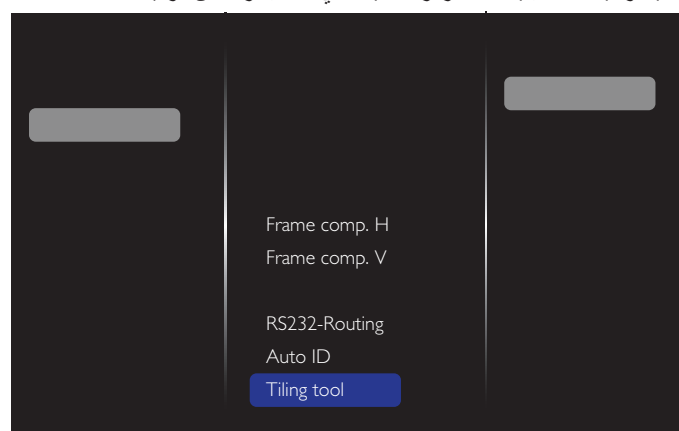 Frame comp. H
Frame comp. V
RS232-Routing
Auto ID
Tiling tool